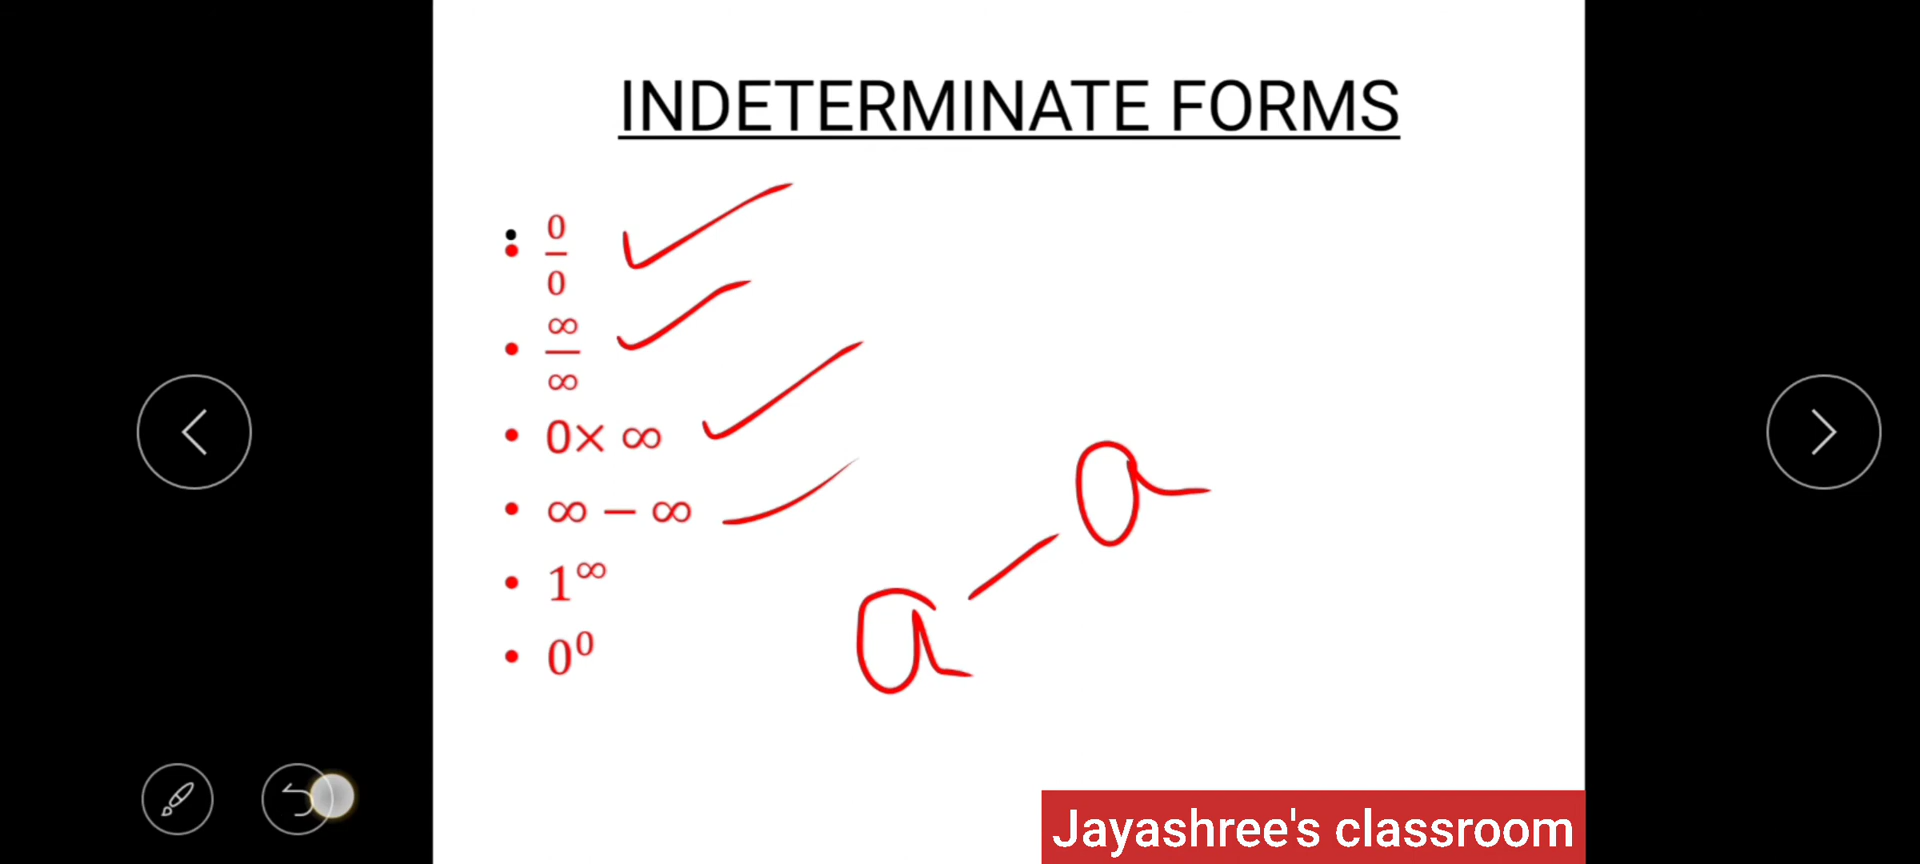 INDETERMINATE FORMS
• 0/0
• ∞/∞
• 0× ∞
• ∞ − ∞
• 1^∞
• 0^0
a - a
Jayashree's classroom